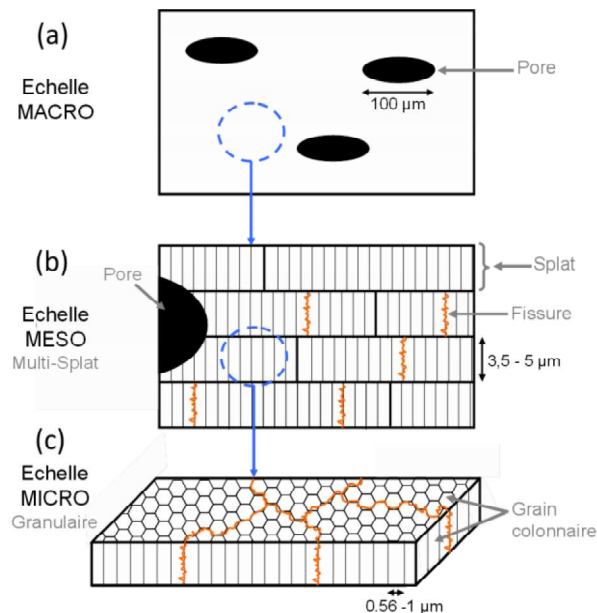 (a)
Echelle
MACRO
Pore
100 µm
(b)
Echelle
MESO
Multi-Splat
Pore
Splat
Fissure
3,5 - 5 µm
(c)
Echelle
MICRO
Granulaire
Grain
colonnaire
0.56 -1 µm